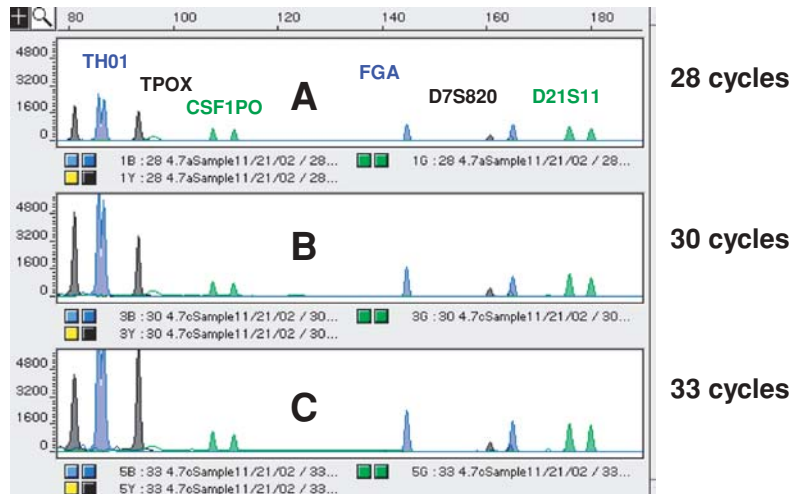 80 100 120 140 160 180
4800
3200
1600
0
TH01
TPOX
CSF1PO
A
FGA
D7S820
D21S11
28 cycles
1B : 28 4.7aSample11/21/02 / 28...
1G : 28 4.7aSample11/21/02 / 28...
1Y : 28 4.7aSample11/21/02 / 28...
4800
3200
1600
0
B
30 cycles
3B : 30 4.7cSample11/21/02 / 30...
3G : 30 4.7cSample11/21/02 / 30...
3Y : 30 4.7cSample11/21/02 / 30...
4800
3200
1600
0
C
33 cycles
5B : 33 4.7cSample11/21/02 / 33...
5G : 33 4.7cSample11/21/02 / 33...
5Y : 33 4.7cSample11/21/02 / 33...